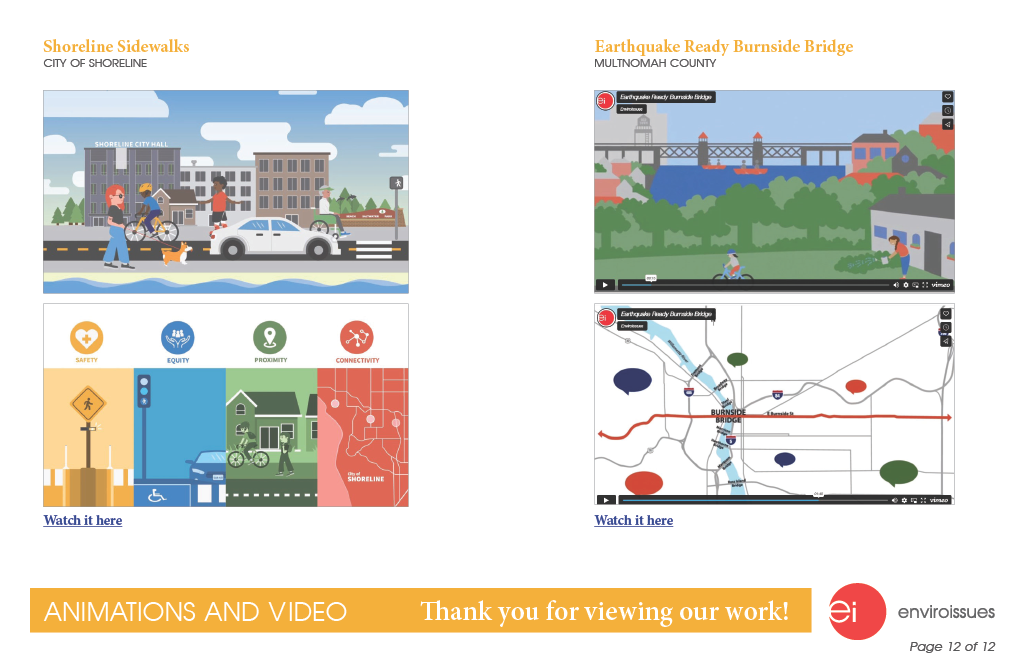 Shoreline Sidewalks
CITY OF SHORELINE
SHORELINE CITY HALL
SAFETY
EQUITY
PROXIMITY
CONNECTIVITY
City of
SHORELINE
Watch it here
Earthquake Ready Burnside Bridge
MULTNOMAH COUNTY
ei
Earthquake Ready Burnside Bridge
EnviroIssues
vimeo
ei
Earthquake Ready Burnside Bridge
EnviroIssues
BURNSIDE
BRIDGE
E Burnside St
vimeo
Watch it here
ANIMATIONS AND VIDEO
Thank you for viewing our work!
ei
enviroissues
Page 12 of 12